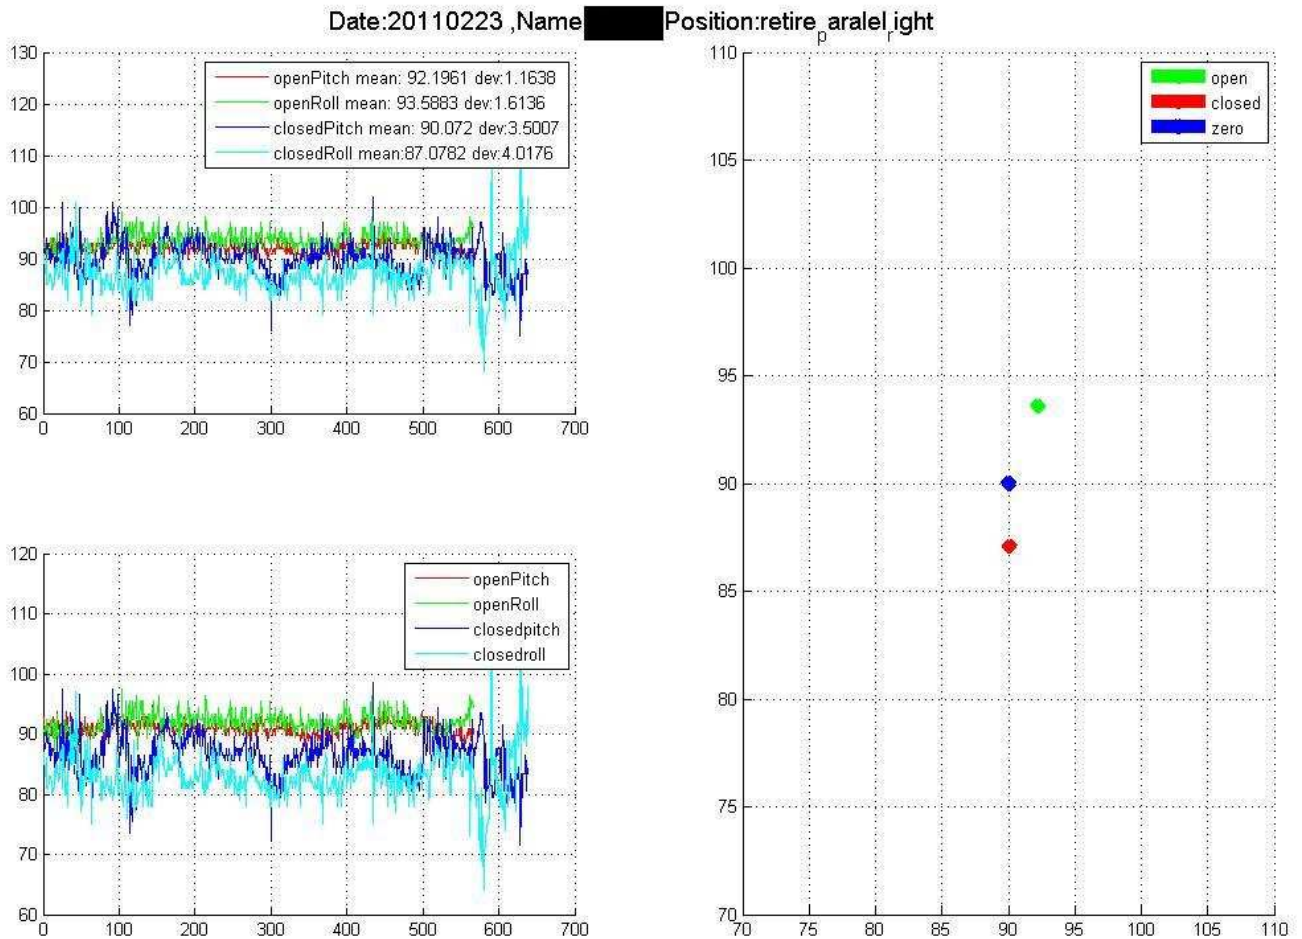 Date:20110223 ,Name Position:retire_paralel_right
130
120
110
100
90
80
70
60
0 100 200 300 400 500 600 700
openPitch mean: 92.1961 dev:1.1638
openRoll mean: 93.5883 dev:1.6136
closedPitch mean: 90.072 dev:3.5007
closedRoll mean:87.0782 dev:4.0176
120
110
100
90
80
70
60
0 100 200 300 400 500 600 700
openPitch
openRoll
closedpitch
closedroll
110
105
100
95
90
85
80
75
70
70 75 80 85 90 95 100 105 110
open
closed
zero